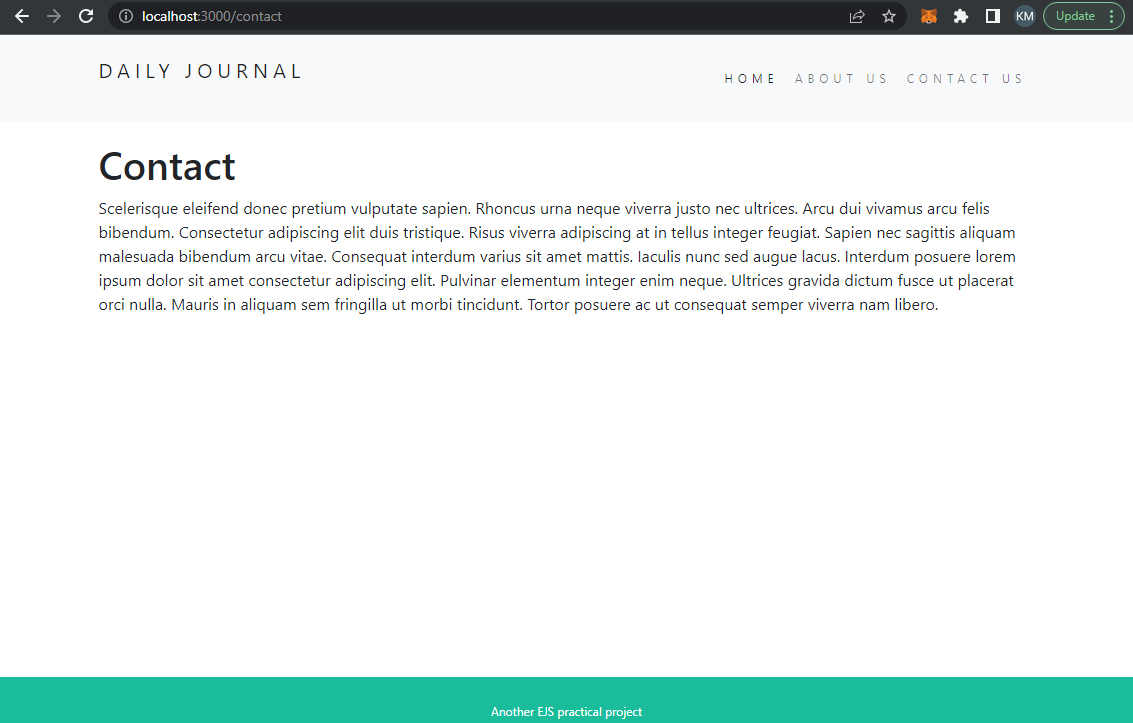 localhost:3000/contact
KM
Update
DAILY JOURNAL
HOME ABOUT US CONTACT US
Contact
Scelerisque eleifend donec pretium vulputate sapien. Rhoncus urna neque viverra justo nec ultrices. Arcu dui vivamus arcu felis
bibendum. Consectetur adipiscing elit duis tristique. Risus viverra adipiscing at in tellus integer feugiat. Sapien nec sagittis aliquam
malesuada bibendum arcu vitae. Consequat interdum varius sit amet mattis. Iaculis nunc sed augue lacus. Interdum posuere lorem
ipsum dolor sit amet consectetur adipiscing elit. Pulvinar elementum integer enim neque. Ultrices gravida dictum fusce ut placerat
orci nulla. Mauris in aliquam sem fringilla ut morbi tincidunt. Tortor posuere ac ut consequat semper viverra nam libero.
Another EJS practical project